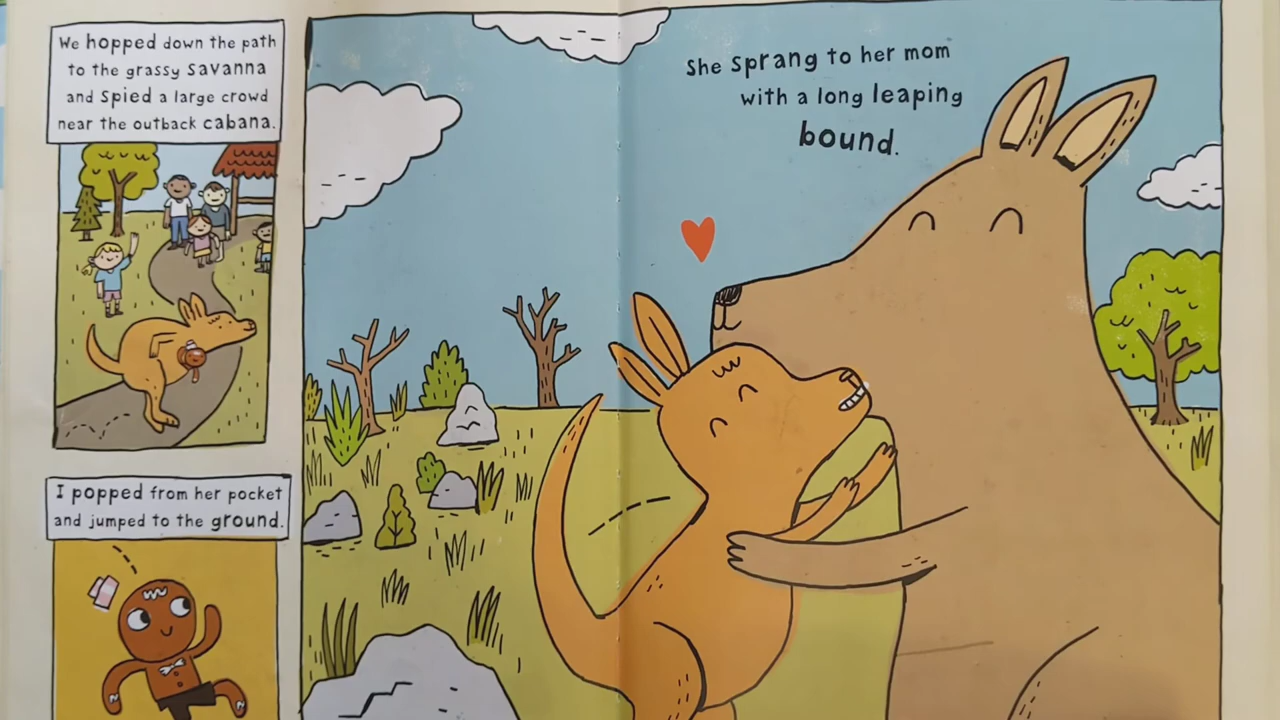 We hopped down the path
to the grassy savanna
and spied a large crowd
near the outback cabana.
I popped from her pocket
and jumped to the ground.
She sprang to her mom
with a long leaping
bound.